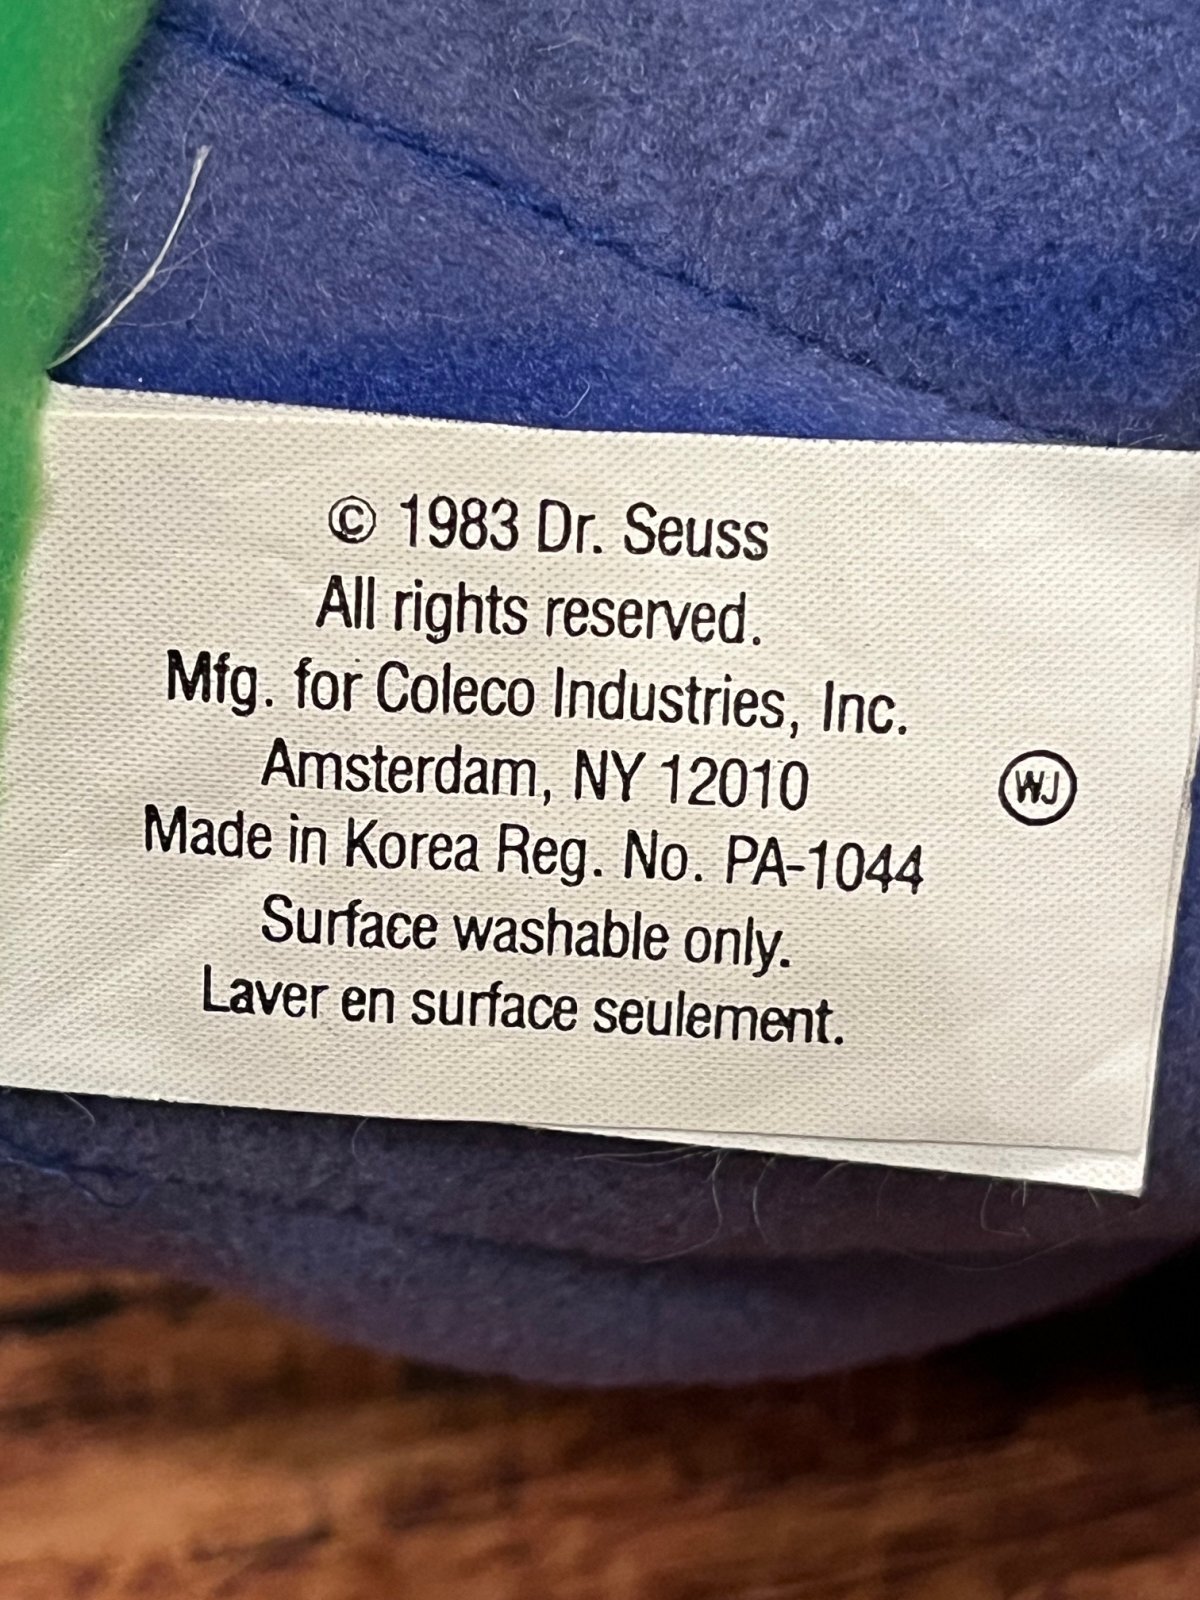 © 1983 Dr. Seuss
All rights reserved.
Mfg. for Coleco Industries, Inc.
Amsterdam, NY 12010
WJ
Made in Korea Reg. No. PA-1044
Surface washable only.
Laver en surface seulement.